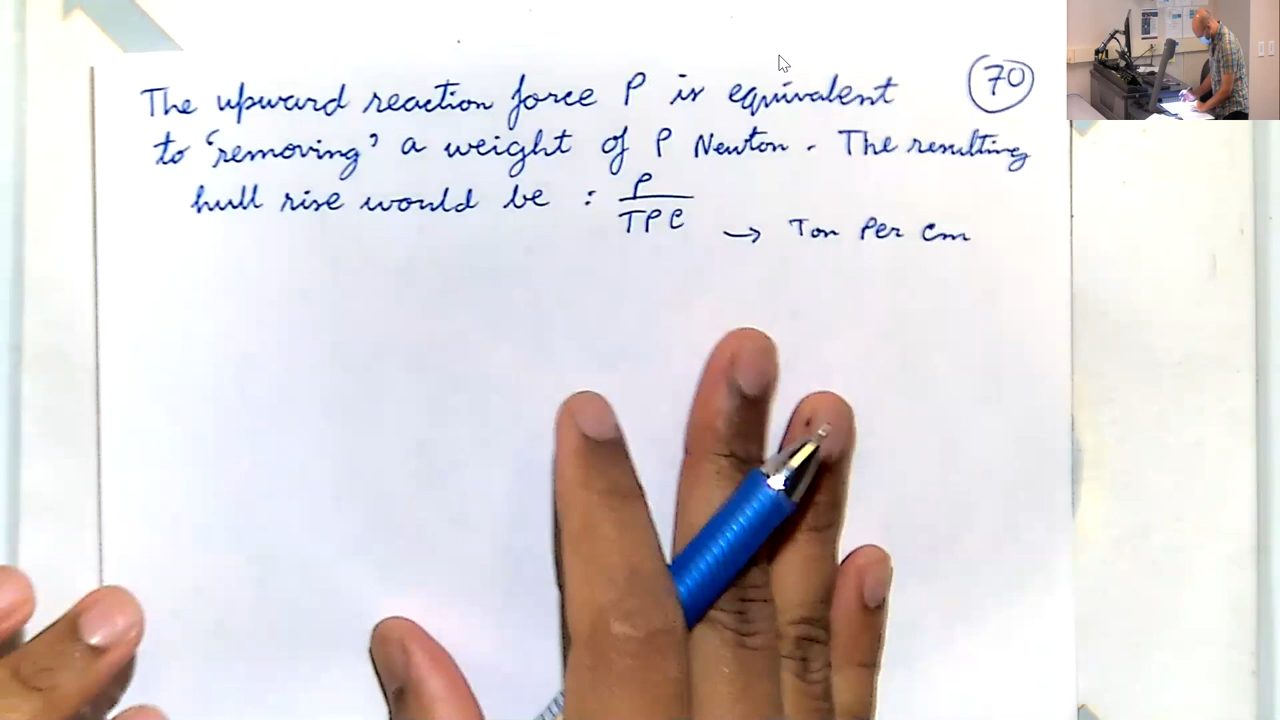 The upward reaction force P is equivalent
70
to 'removing' a weight of P Newton. The resulting
hull rise would be : P
TPC
→ Ton Per Cm